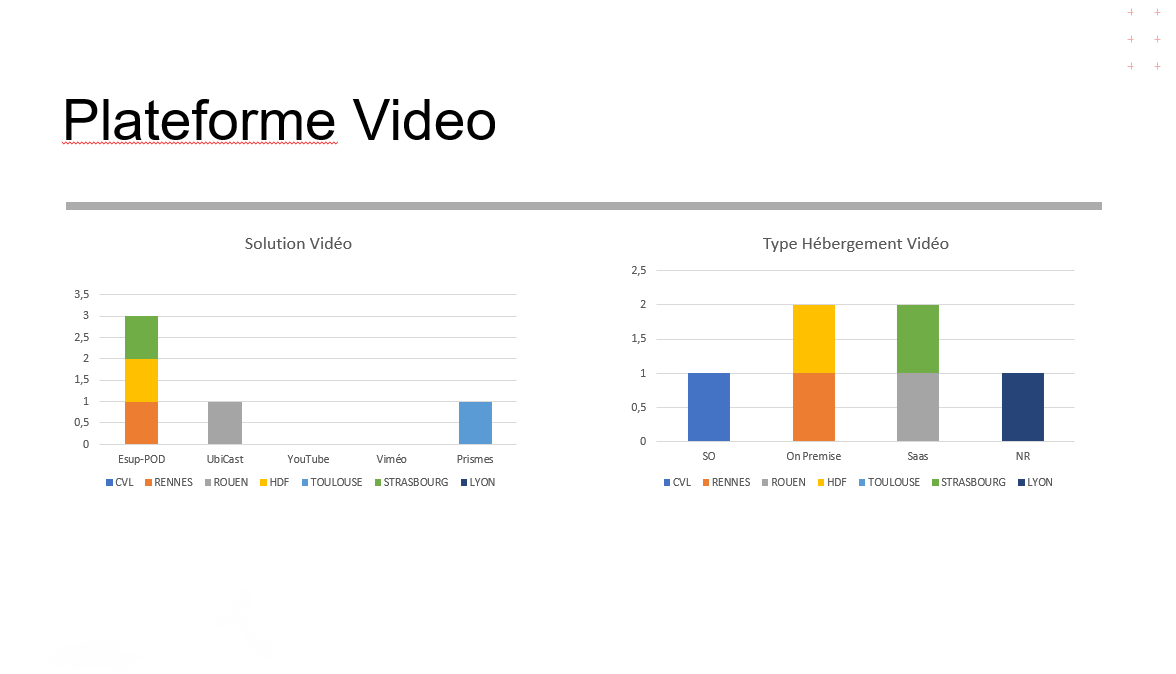 Plateforme Video
Solution Vidéo
3,5
3
2,5
2
1,5
1
0,5
0
Esup-POD UbiCast YouTube Viméo Prismes
CVL RENNES ROUEN HDF TOULOUSE STRASBOURG LYON
Type Hébergement Vidéo
2,5
2
1,5
1
0,5
0
SO On Premise Saas NR
CVL RENNES ROUEN HDF TOULOUSE STRASBOURG LYON